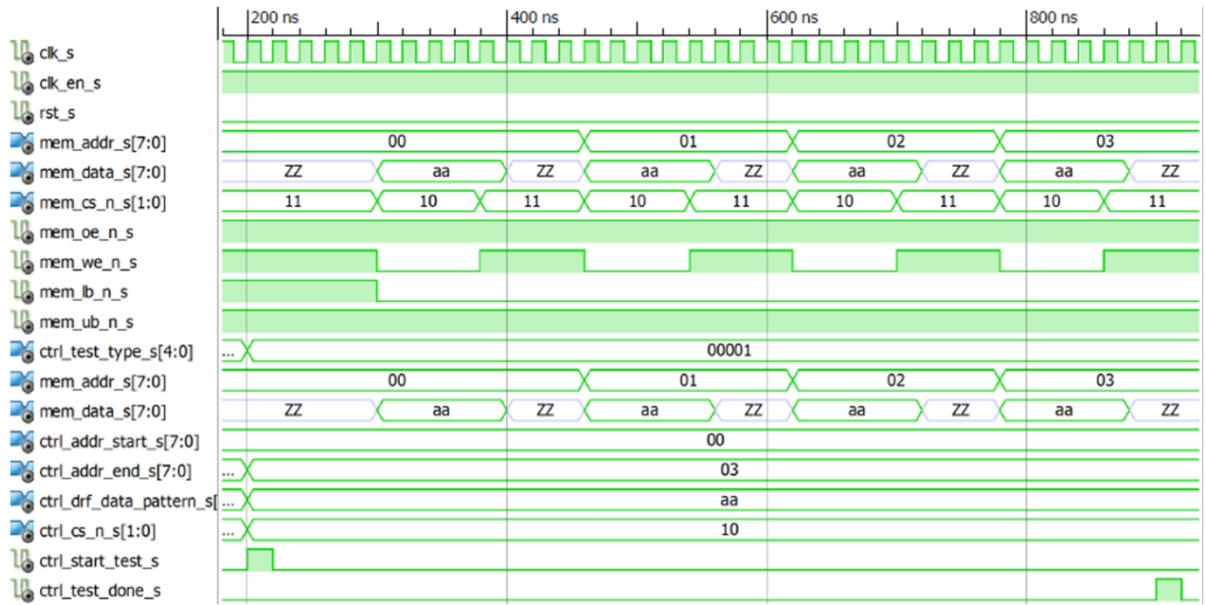 200 ns 400 ns 600 ns 800 ns
clk_s
clk_en_s
rst_s
mem_addr_s[7:0] 00 01 02 03
mem_data_s[7:0] ZZ aa ZZ aa ZZ aa ZZ aa ZZ
mem_cs_n_s[1:0] 11 10 11 10 11 10 11 10 11
mem_oe_n_s
mem_we_n_s
mem_lb_n_s
mem_ub_n_s
ctrl_test_type_s[4:0] ... 00001
mem_addr_s[7:0] 00 01 02 03
mem_data_s[7:0] ZZ aa ZZ aa ZZ aa ZZ aa ZZ
ctrl_addr_start_s[7:0] 00
ctrl_addr_end_s[7:0] ... 03
ctrl_drf_data_pattern_s[ ... aa
ctrl_cs_n_s[1:0] ... 10
ctrl_start_test_s
ctrl_test_done_s